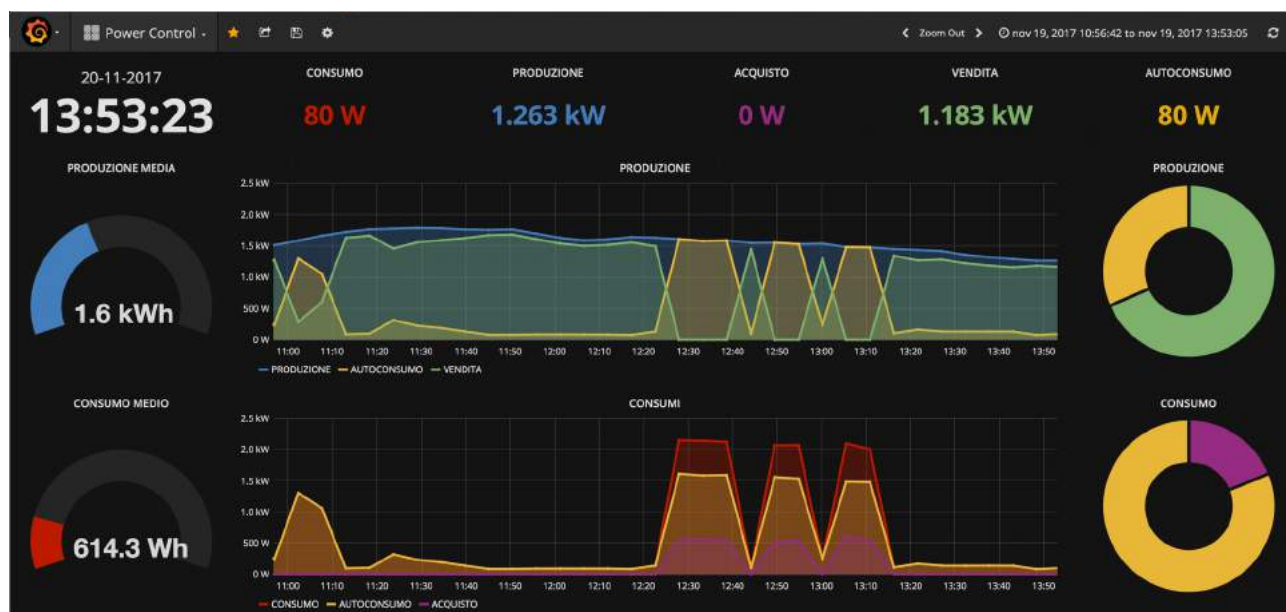 Power Control
Zoom Out
nov 19, 2017 10:56:42 to nov 19, 2017 13:53:05
20-11-2017
13:53:23
CONSUMO
80 W
PRODUZIONE
1.263 kW
ACQUISTO
0 W
VENDITA
1.183 kW
AUTOCONSUMO
80 W
PRODUZIONE MEDIA
1.6 kWh
PRODUZIONE
2.5 kW
2.0 kW
1.5 kW
1.0 kW
500 W
0 W
11:00 11:10 11:20 11:30 11:40 11:50 12:00 12:10 12:20 12:30 12:40 12:50 13:00 13:10 13:20 13:30 13:40 13:50
PRODUZIONE AUTOCONSUMO VENDITA
PRODUZIONE
CONSUMO MEDIO
614.3 Wh
CONSUMI
2.5 kW
2.0 kW
1.5 kW
1.0 kW
500 W
0 W
11:00 11:10 11:20 11:30 11:40 11:50 12:00 12:10 12:20 12:30 12:40 12:50 13:00 13:10 13:20 13:30 13:40 13:50
CONSUMO AUTOCONSUMO ACQUISTO
CONSUMO